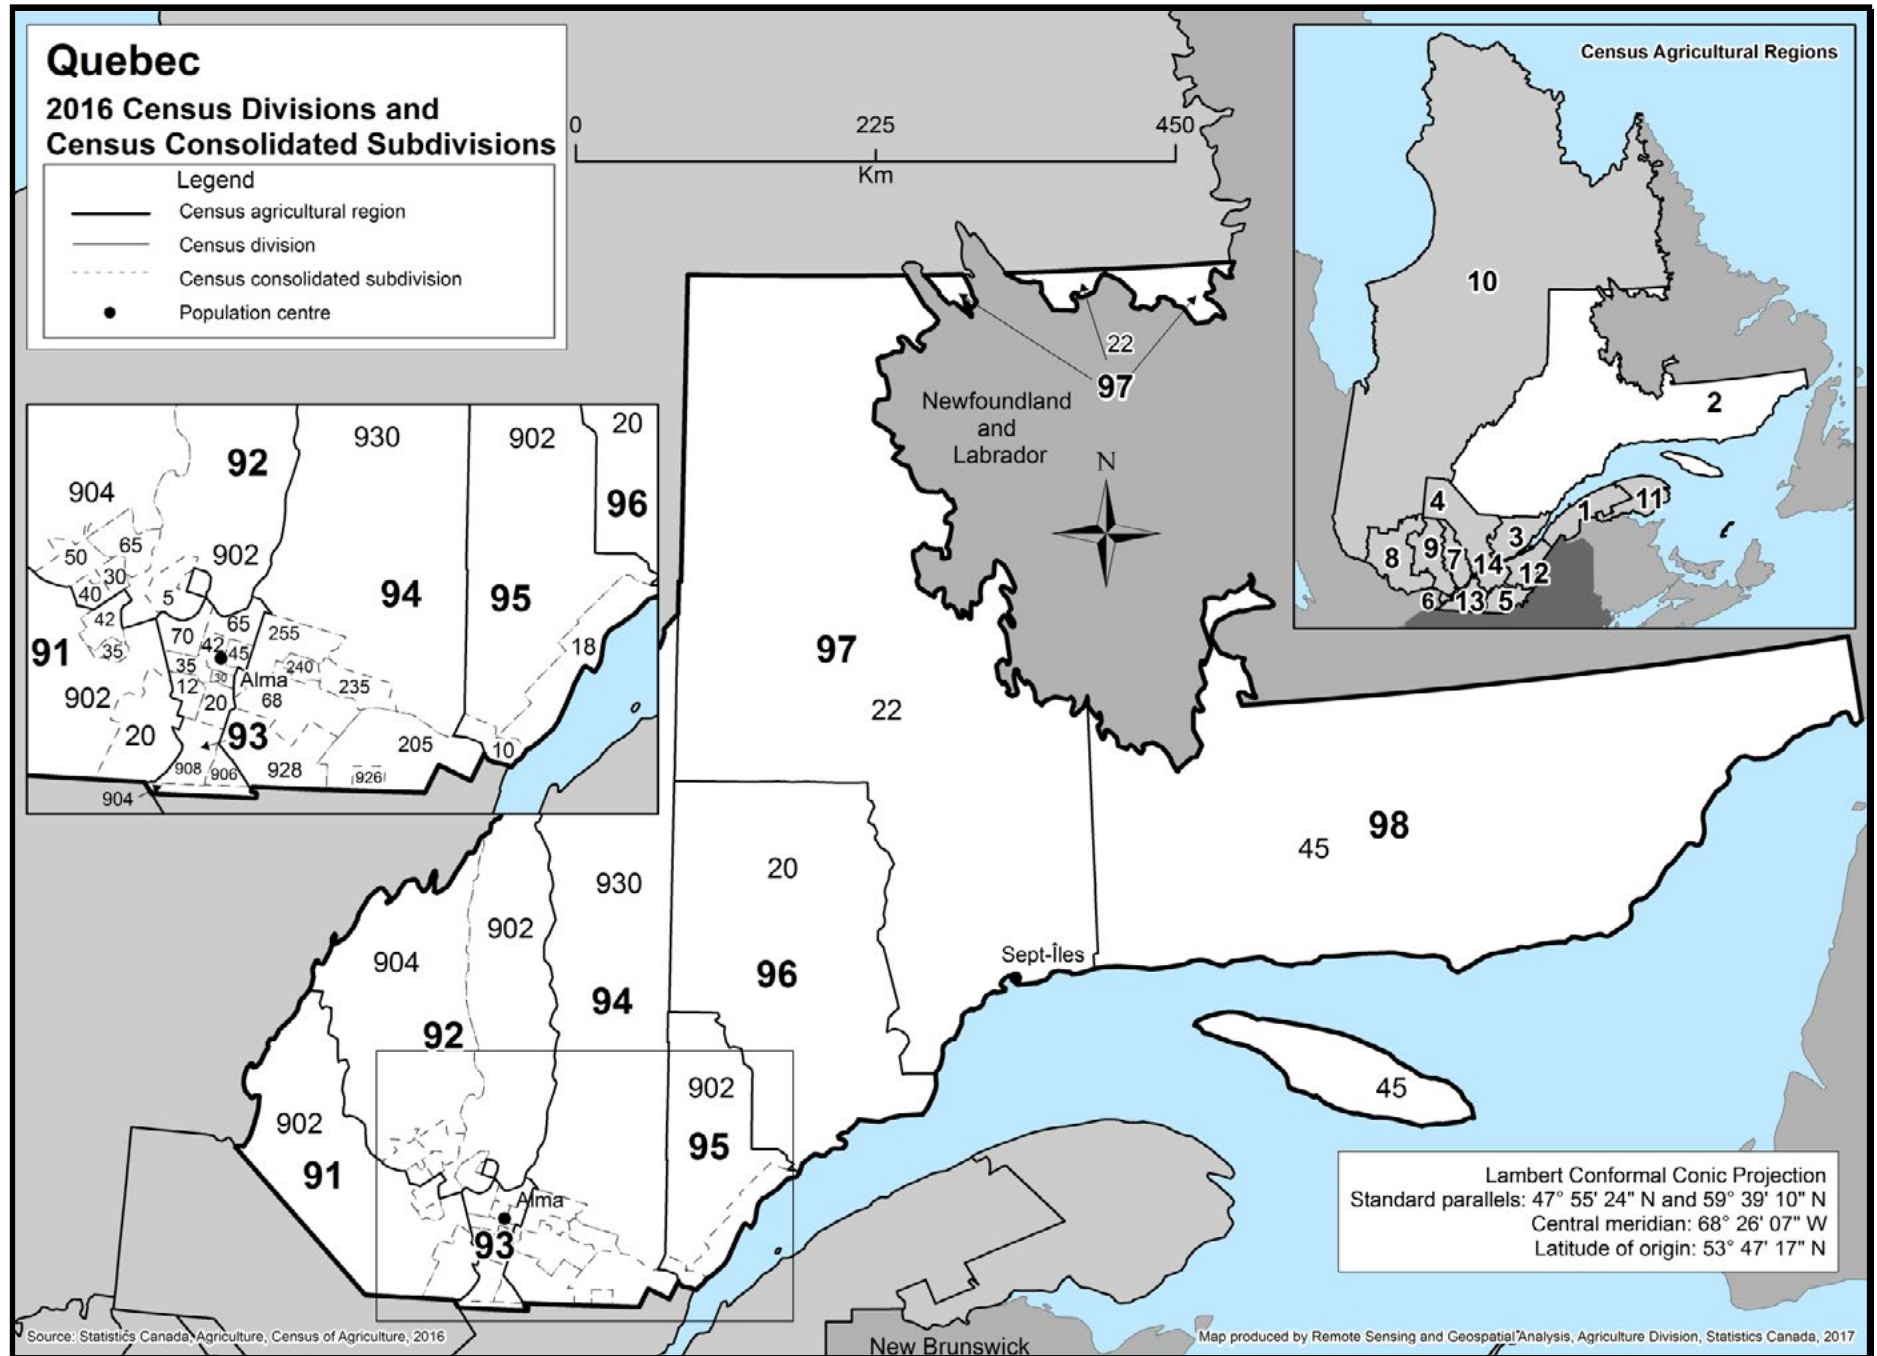 Quebec
2016 Census Divisions and
Census Consolidated Subdivisions
Legend
Census agricultural region
Census division
Census consolidated subdivision
Population centre
0 225 450
Km
Census Agricultural Regions
10
2
4
3
1
11
8
9
7
14
12
6
13
5
22
97
Newfoundland
and
Labrador
N
92
930
902
20
904
96
50
65
902
30
40
5
94
95
42
70
65
255
18
91
35
42
45
35
240
12
30
Alma
235
902
20
68
20
93
205
10
908
906
928
926
904
97
22
98
45
930
20
902
904
Sept-Îles
96
94
92
902
45
902
95
91
Alma
93
Lambert Conformal Conic Projection
Standard parallels: 47° 55' 24" N and 59° 39' 10" N
Central meridian: 68° 26' 07" W
Latitude of origin: 53° 47' 17" N
Source: Statistics Canada, Agriculture, Census of Agriculture, 2016
New Brunswick
Map produced by Remote Sensing and Geospatial Analysis, Agriculture Division, Statistics Canada, 2017